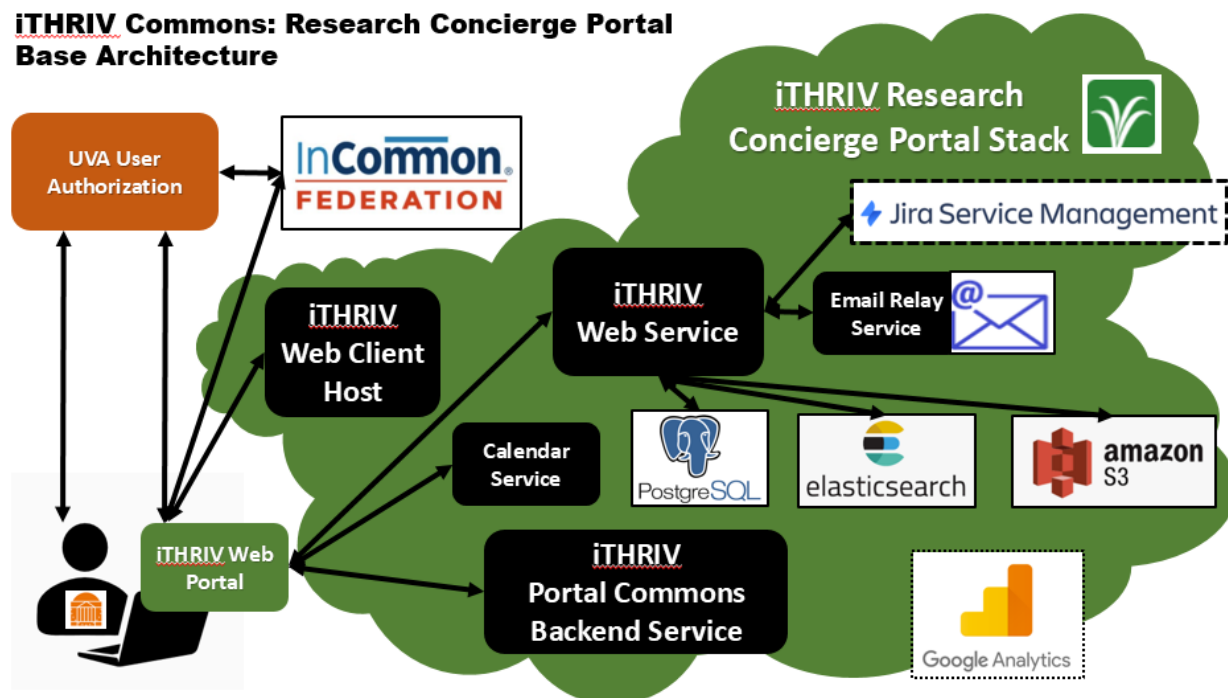 iTHRIV Commons: Research Concierge Portal
Base Architecture
iTHRIV Research
Concierge Portal Stack
UVA User
Authorization
InCommon®
FEDERATION
Jira Service Management
iTHRIV
Web Service
Email Relay
Service
@
iTHRIV
Web Client
Host
Calendar
Service
PostgreSQL
elasticsearch
amazon
S3
iTHRIV Web
Portal
iTHRIV
Portal Commons
Backend Service
Google Analytics